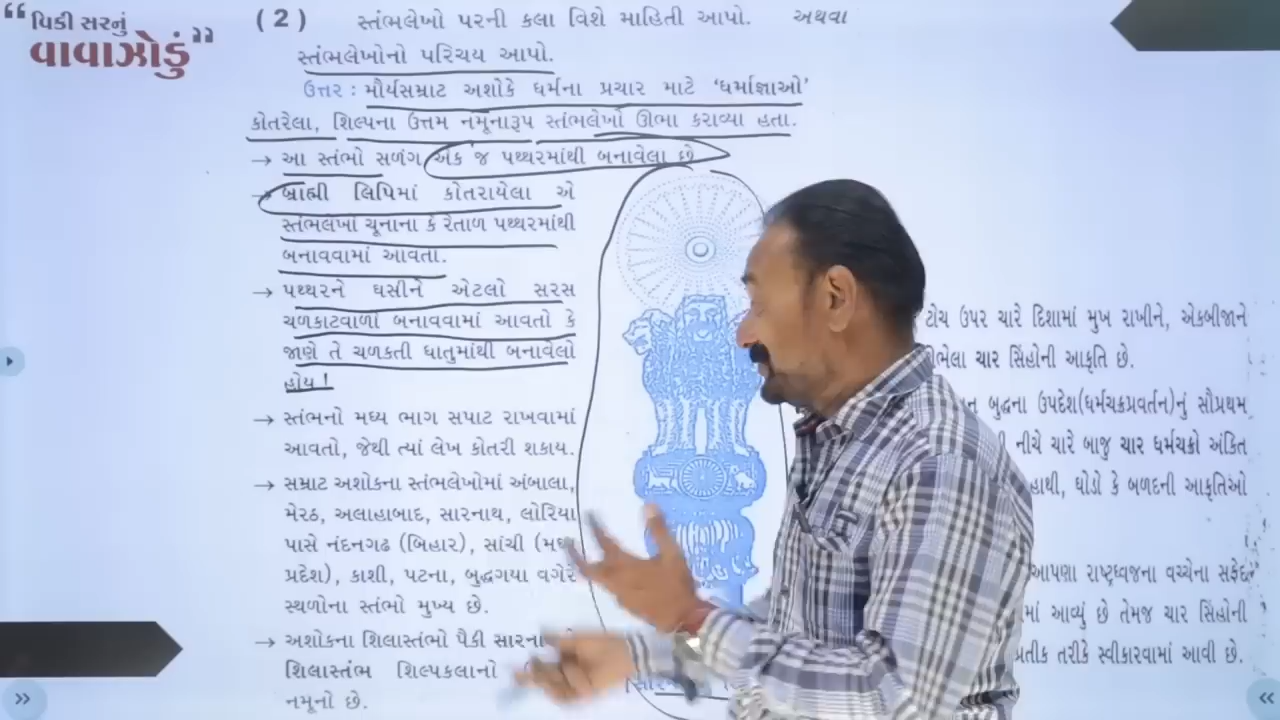 “વિકી સરનું
વાવાઝોડું”
(2) સ્તંભલેખો પરની કલા વિશે માહિતી આપો. અથવા
સ્તંભલેખોનો પરિચય આપો.
ઉત્તર : મૌર્યસમ્રાટ અશોકે ધર્મના પ્રચાર માટે ‘ધર્માજ્ઞાઓ’
કોતરેલા, શિલ્પના ઉત્તમ નમૂનારૂપ સ્તંભલેખો ઊભા કરાવ્યા હતા.
→ આ સ્તંભો સળંગ એક જ પથ્થરમાંથી બનાવેલા છે
→ બ્રાહ્મી લિપિમાં કોતરાયેલા એ
સ્તંભલેખો ચૂનાના કે રેતાળ પથ્થરમાંથી
બનાવવામાં આવતા.
→ પથ્થરને ઘસીને એટલો સરસ
ચળકાટવાળો બનાવવામાં આવતો કે
જાણે તે ચળકતી ધાતુમાંથી બનાવેલો
હોય !
→ સ્તંભનો મધ્ય ભાગ સપાટ રાખવામાં
આવતો, જેથી ત્યાં લેખ કોતરી શકાય.
→ સમ્રાટ અશોકના સ્તંભલેખોમાં અંબાલા,
મેરઠ, અલાહાબાદ, સારનાથ, લોરિયા
પાસે નંદનગઢ (બિહાર), સાંચી (મધ્ય
પ્રદેશ), કાશી, પટના, બુદ્ધગયા વગેરે
સ્થળોના સ્તંભો મુખ્ય છે.
→ અશોકના શિલાસ્તંભો પૈકી
શિલાસ્તંભ શિલ્પકલાનો
નમૂનો છે.
ટોચ ઉપર ચારે દિશામાં મુખ રાખીને, એકબીજાને
ચાર સિંહોની આકૃતિ છે.
બુદ્ધના ઉપદેશ(ધર્મચક્રપ્રવર્તન)નું સૌપ્રથમ
નીચે ચારે બાજુ ચાર ધર્મચક્રો અંકિત
હાથી, ઘોડો કે બળદની આકૃતિઓ
આપણા રાષ્ટ્રધ્વજના વચ્ચેના સફેદ
માં આવ્યું છે તેમજ ચાર સિંહોની
પ્રતીક તરીકે સ્વીકારવામાં આવી છે.